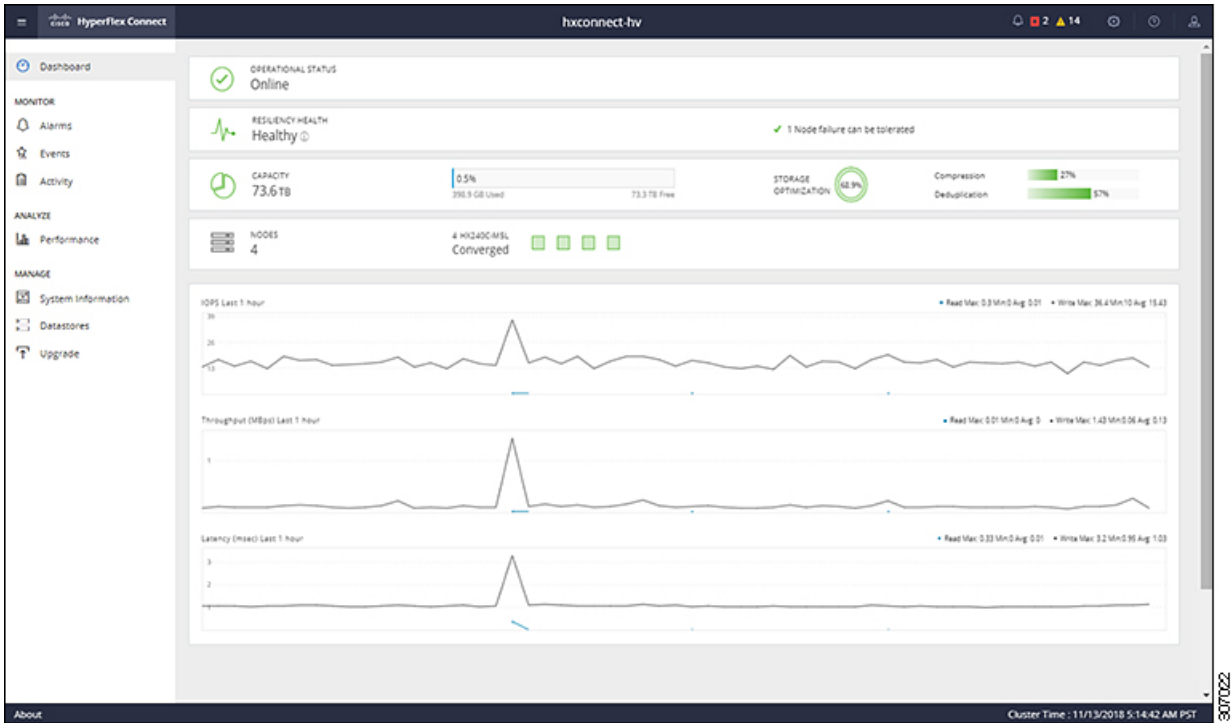 cisco HyperFlex Connect
hxconnect-hv
2 14
Dashboard
MONITOR
Alarms
Events
Activity
ANALYZE
Performance
MANAGE
System Information
Datastores
Upgrade
OPERATIONAL STATUS
Online
RESILIENCY HEALTH
Healthy
1 Node failure can be tolerated
CAPACITY
73.6 TB
0.5%
398.9 GB Used 73.3 TB Free
STORAGE
OPTIMIZATION
68.9%
Compression 27%
Deduplication 57%
NODES
4
4 HX240C-M5L
Converged
IOPS Last 1 hour
Read Max: 0.3 Min:0 Avg: 0.01 Write Max: 36.4 Min:10 Avg: 15.43
39
26
13
Throughput (MBps) Last 1 hour
Read Max: 0.01 Min:0 Avg: 0 Write Max: 1.43 Min:0.06 Avg: 0.13
1
Latency (msec) Last 1 hour
Read Max: 0.33 Min:0 Avg: 0.01 Write Max: 3.2 Min:0.95 Avg: 1.03
3
2
1
About
Cluster Time : 11/13/2018 5:14:42 AM PST
307022